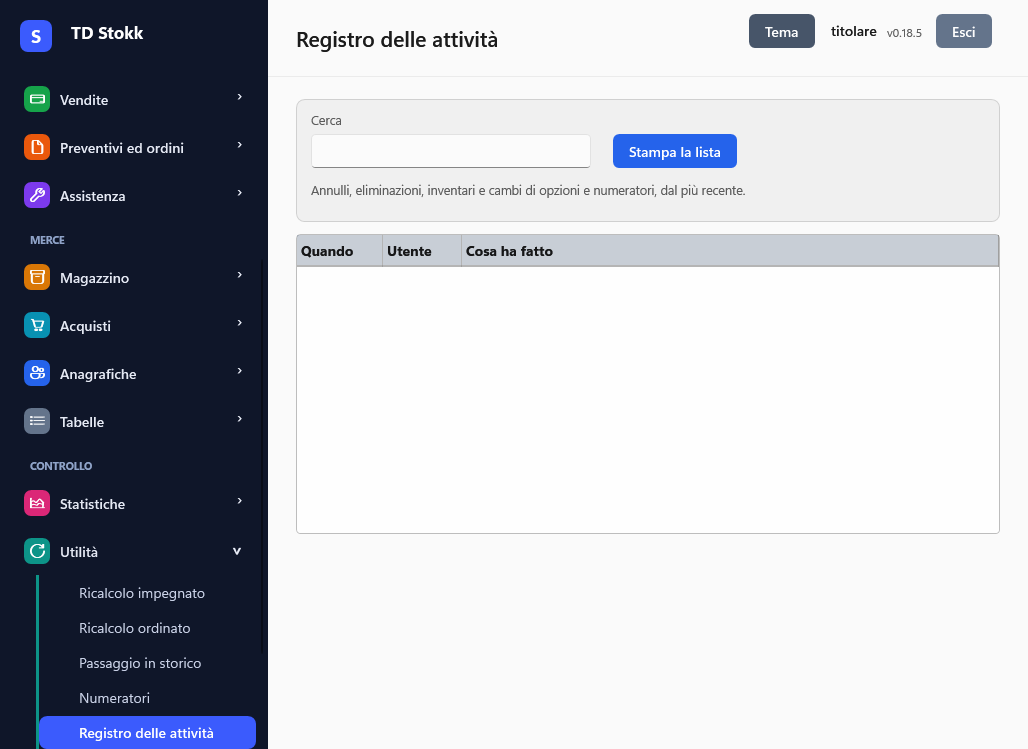 S
TD Stokk
Vendite
Preventivi ed ordini
Assistenza
MERCE
Magazzino
Acquisti
Anagrafiche
Tabelle
CONTROLLO
Statistiche
Utilità
Ricalcolo impegnato
Ricalcolo ordinato
Passaggio in storico
Numeratori
Registro delle attività
Registro delle attività
Tema
titolare
v0.18.5
Esci
Cerca
Stampa la lista
Annulli, eliminazioni, inventari e cambi di opzioni e numeratori, dal più recente.
Quando Utente Cosa ha fatto